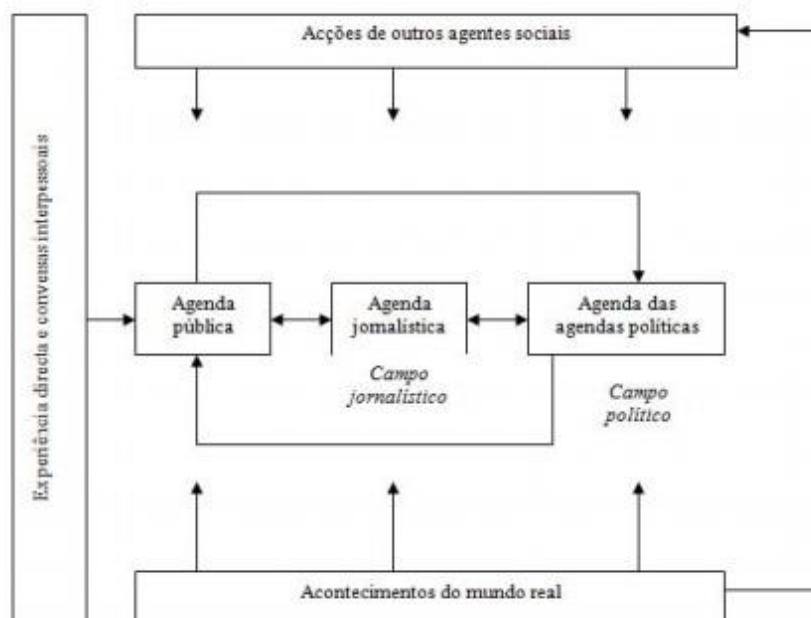 Acções de outros agentes sociais
Experiência directa e conversas interpessoais
Agenda
pública
Agenda
jornalística
Agenda das
agendas políticas
Campo
jornalístico
Campo
político
Acontecimentos do mundo real